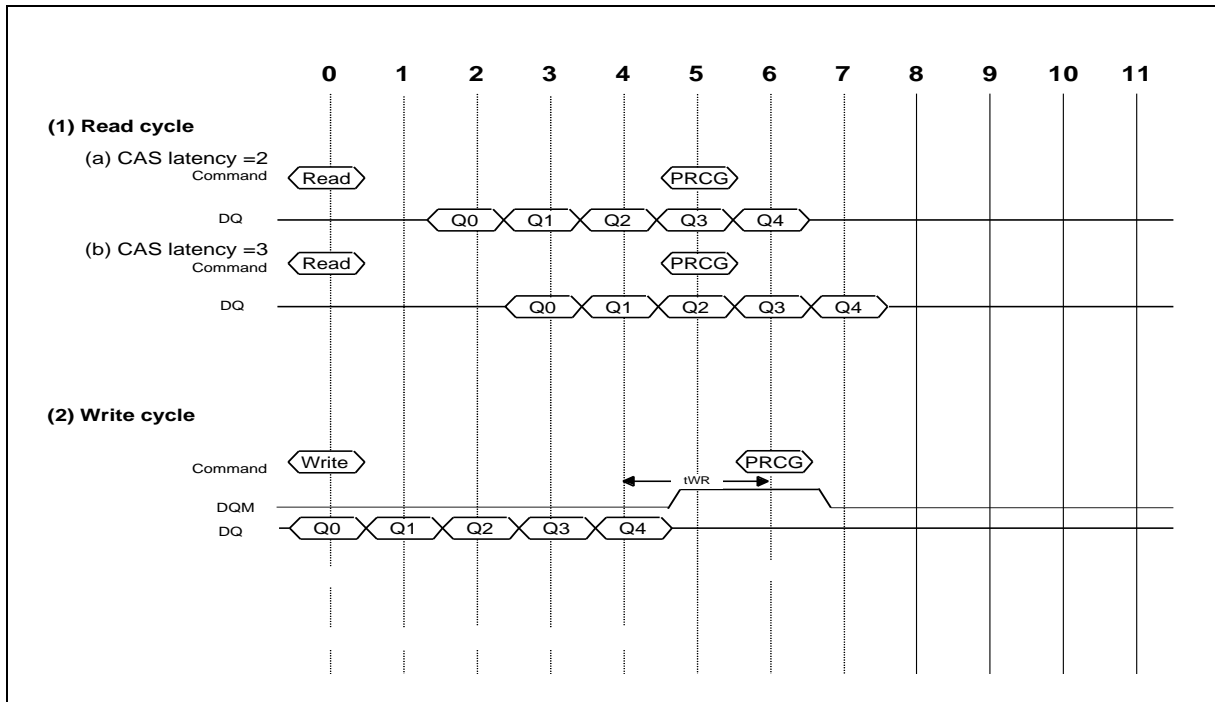 0 1 2 3 4 5 6 7 8 9 10 11
(1) Read cycle
(a) CAS latency =2
Command Read PRCG
DQ Q0 Q1 Q2 Q3 Q4
(b) CAS latency =3
Command Read PRCG
DQ Q0 Q1 Q2 Q3 Q4
(2) Write cycle
Command Write PRCG
tWR
DQM
DQ Q0 Q1 Q2 Q3 Q4